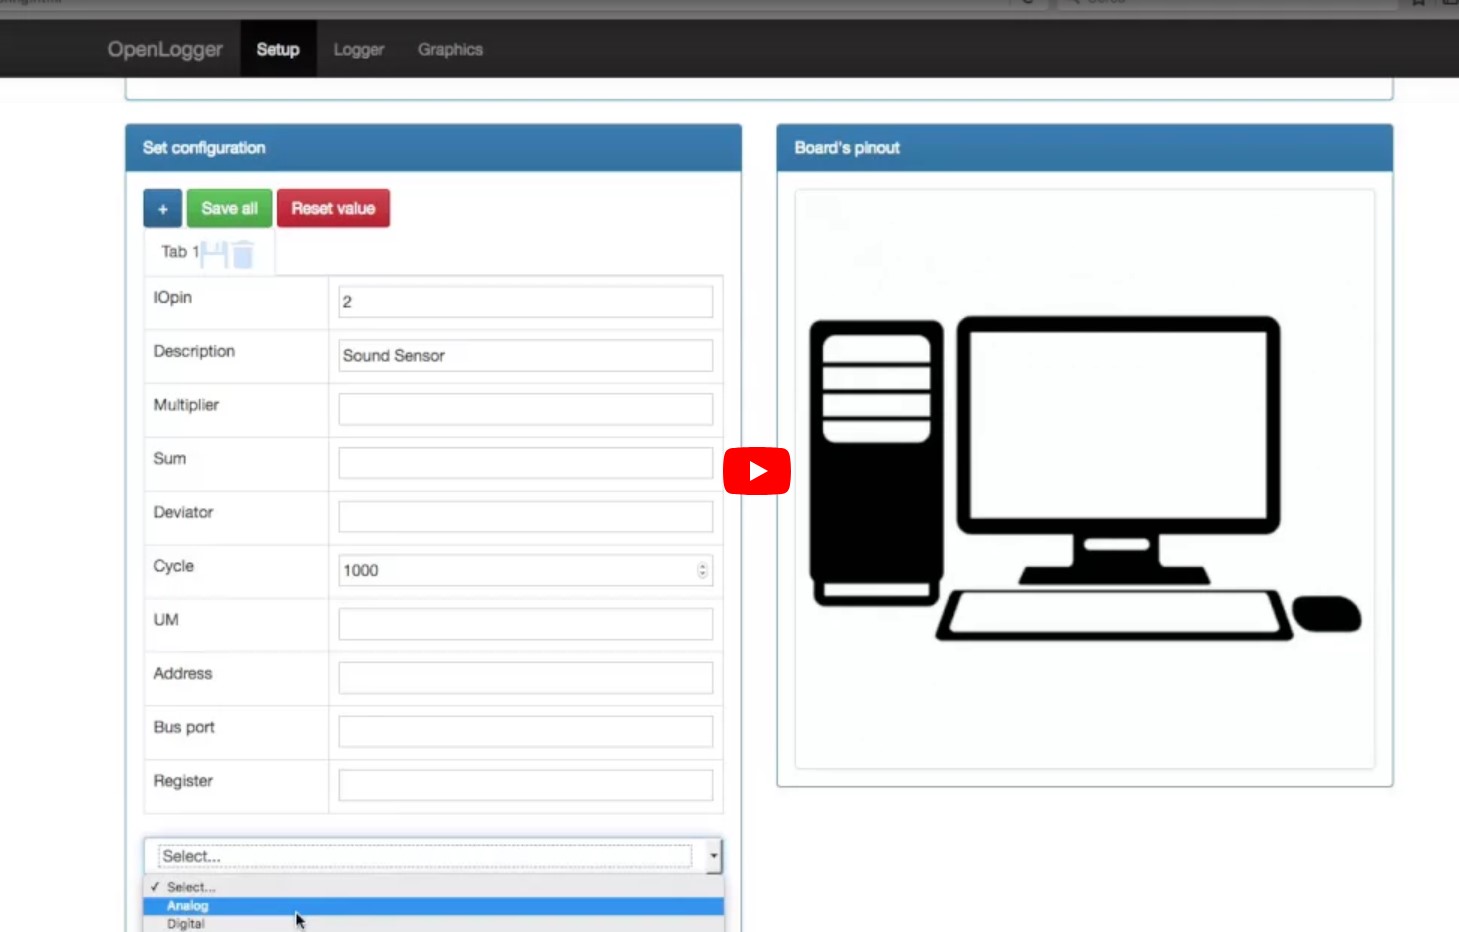 OpenLogger Setup Logger Graphics
Set configuration
Board's pinout
+ Save all Reset value
Tab 1
IOpin 2
Description Sound Sensor
Multiplier
Sum
Deviator
Cycle 1000
UM
Address
Bus port
Register
Select...
✓ Select...
Analog
Digital